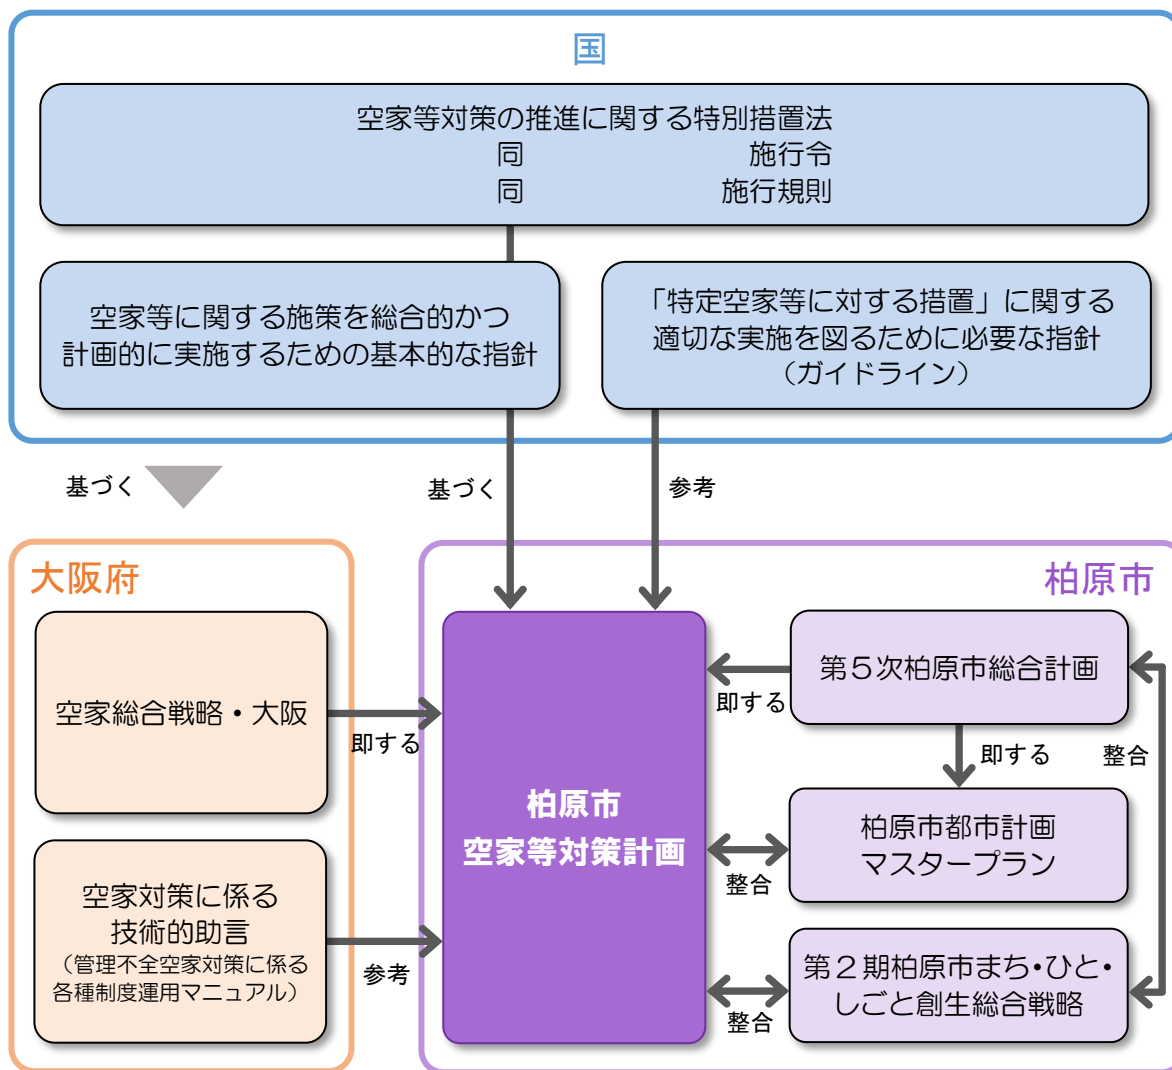 国
空家等対策の推進に関する特別措置法
同 施行令
同 施行規則
空家等に関する施策を総合的かつ
計画的に実施するための基本的な指針
「特定空家等に対する措置」に関する
適切な実施を図るために必要な指針
（ガイドライン）
基づく
基づく
参考
大阪府
空家総合戦略・大阪
即する
空家対策に係る
技術的助言
（管理不全空家対策に係る
各種制度運用マニュアル）
参考
柏原市
柏原市
空家等対策計画
第５次柏原市総合計画
即する
即する
整合
柏原市都市計画
マスタープラン
整合
第２期柏原市まち・ひと・
しごと創生総合戦略
整合